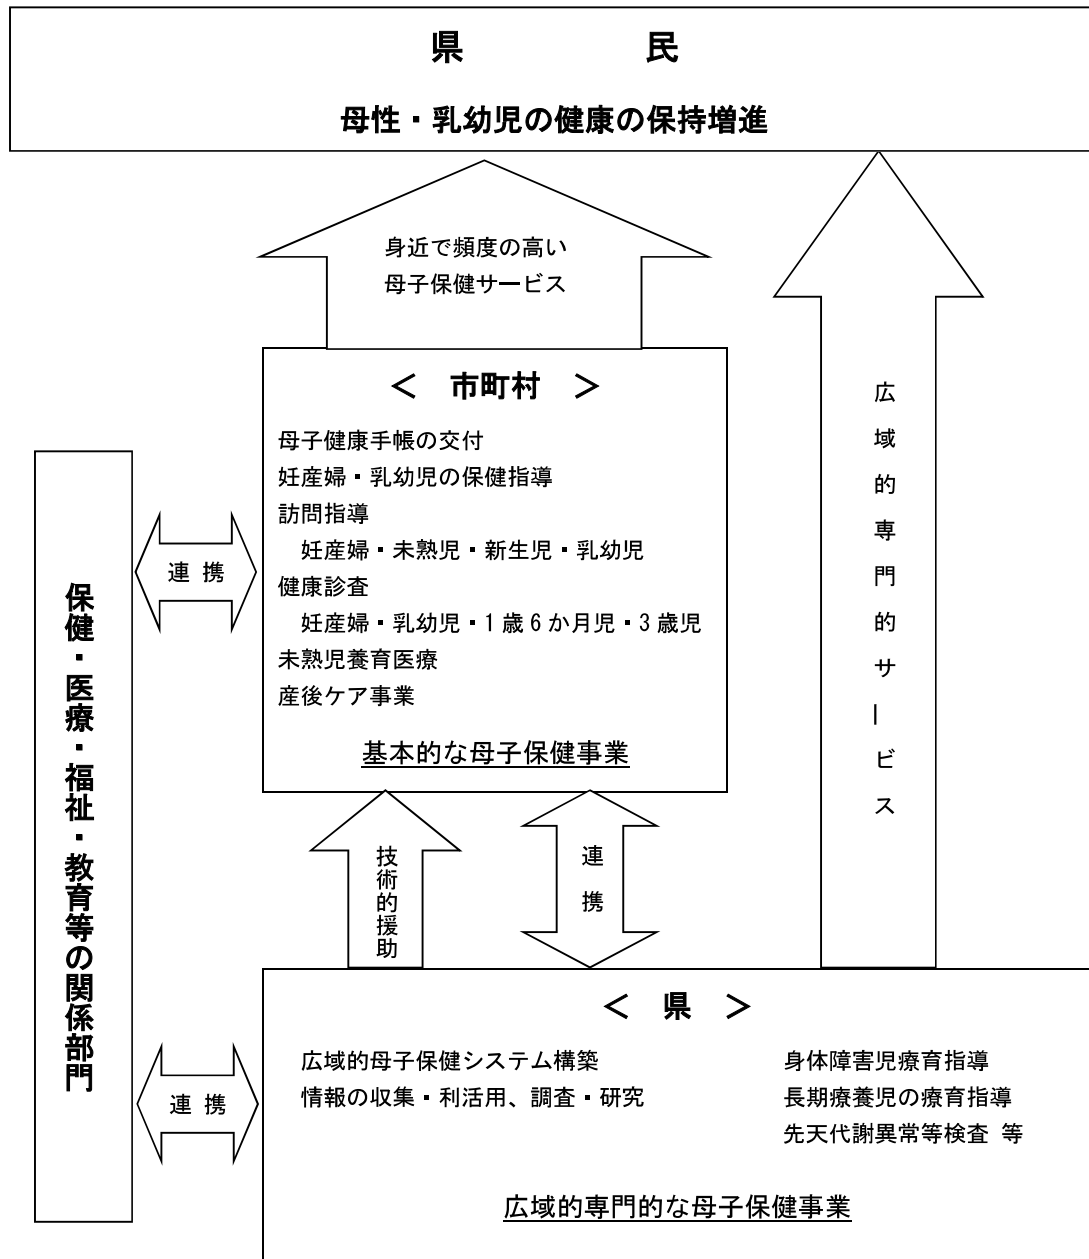 県 民
母性・乳幼児の健康の保持増進
身近で頻度の高い
母子保健サービス
広域的専門的サービス
＜ 市町村 ＞
母子健康手帳の交付
妊産婦・乳幼児の保健指導
訪問指導
妊産婦・未熟児・新生児・乳幼児
健康診査
妊産婦・乳幼児・1歳6か月児・3歳児
未熟児養育医療
産後ケア事業
基本的な母子保健事業
連 携
保健・医療・福祉・教育等の関係部門
技術的援助
連 携
＜ 県 ＞
広域的母子保健システム構築
情報の収集・利活用、調査・研究
身体障害児療育指導
長期療養児の療育指導
先天代謝異常等検査 等
連 携
広域的専門的な母子保健事業